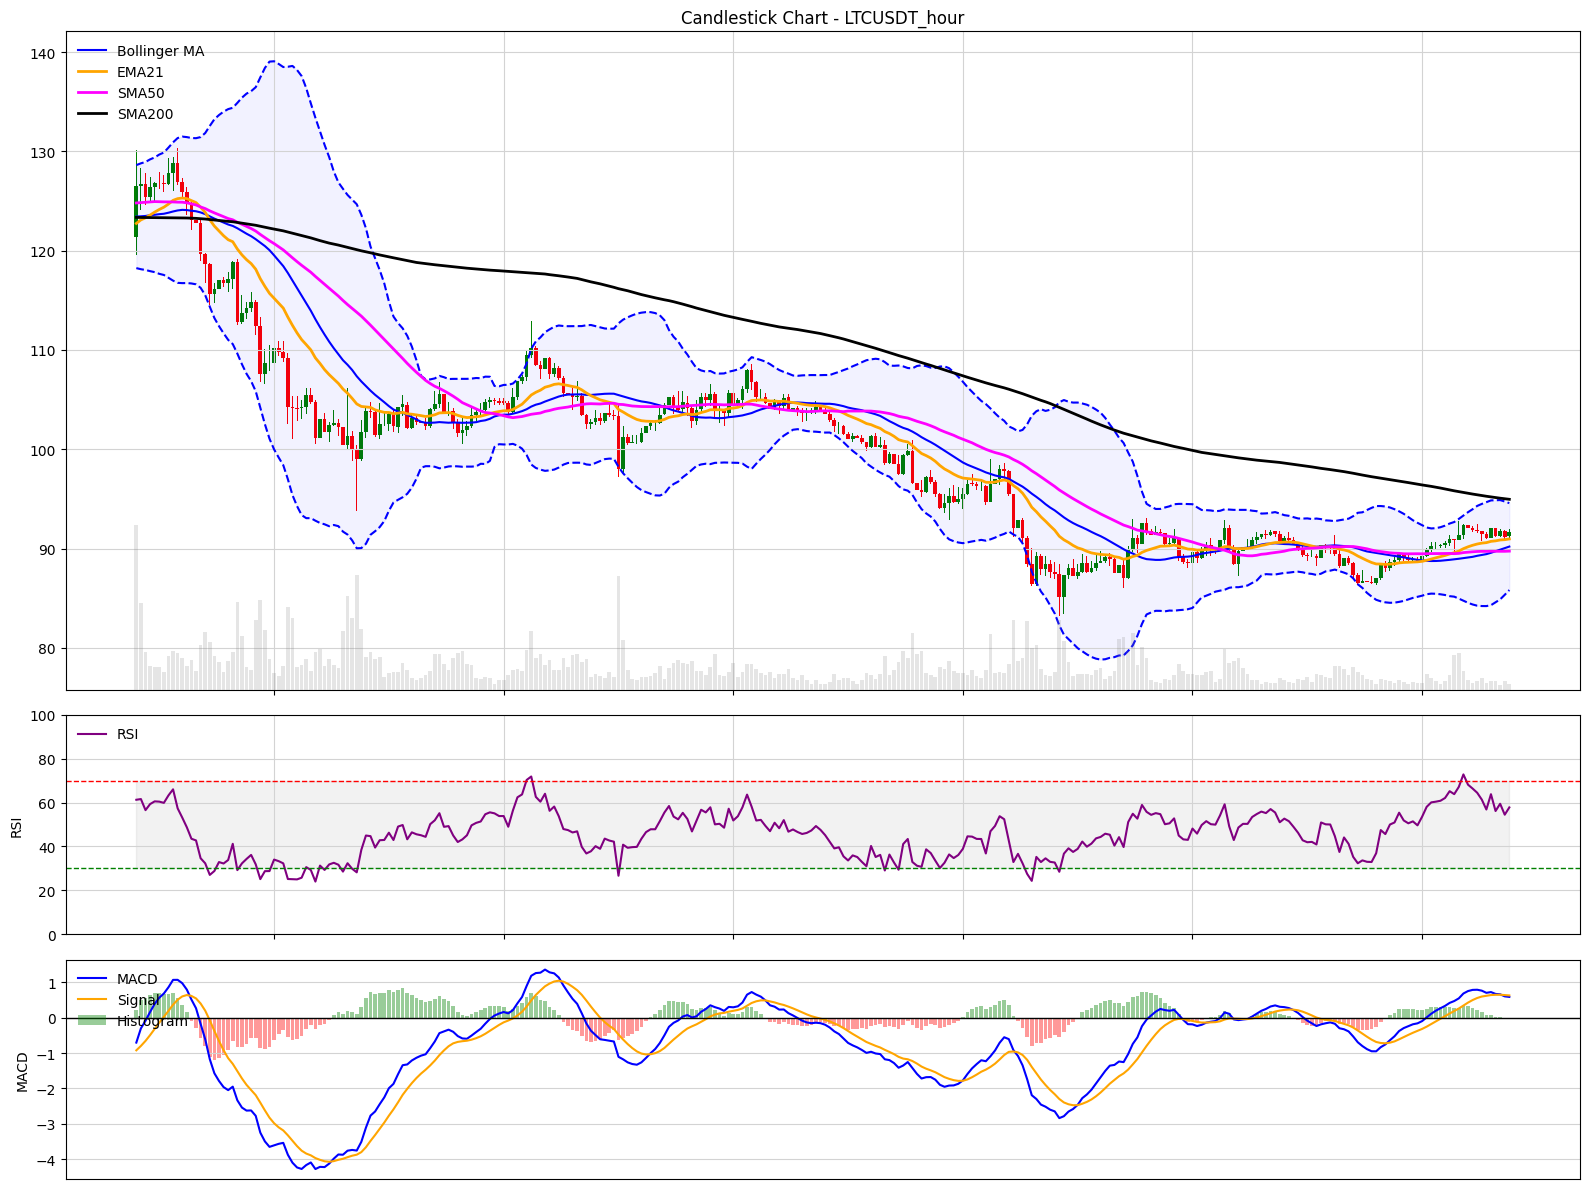 Candlestick Chart - LTCUSDT_hour
Bollinger MA
EMA21
SMA50
SMA200
140
130
120
110
100
90
80
RSI
100
80
60
40
20
0
RSI
MACD
Signal
Histogram
1
0
−1
−2
−3
−4
MACD